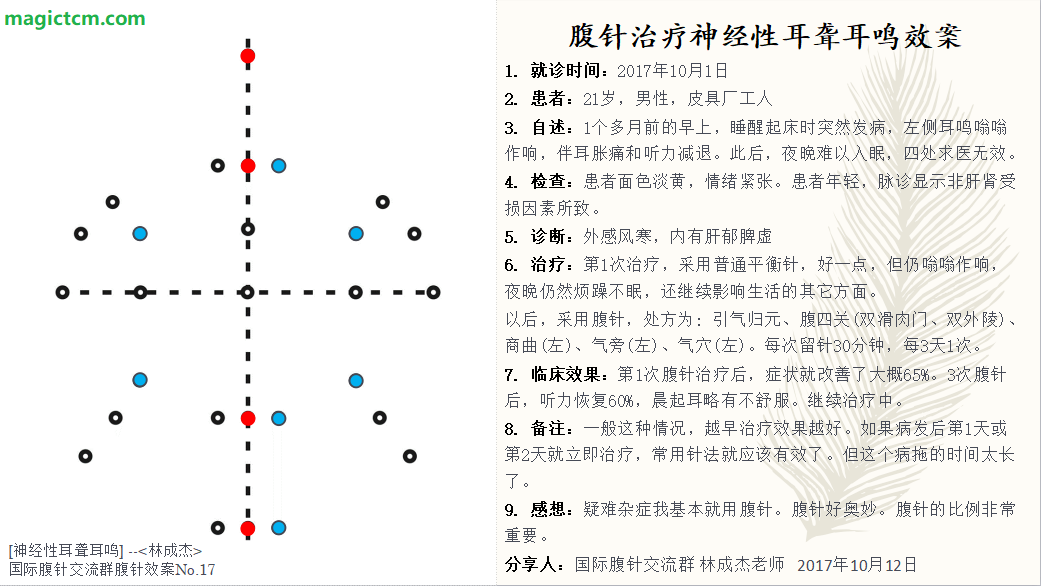 magictcm.com
腹针治疗神经性耳聋耳鸣效案
1. 就诊时间：2017年10月1日
2. 患者：21岁，男性，皮具厂工人
3. 自述：1个多月前的早上，睡醒起床时突然发病，左侧耳鸣嗡嗡
作响，伴耳胀痛和听力减退。此后，夜晚难以入眠，四处求医无效。
4. 检查：患者面色淡黄，情绪紧张。患者年轻，脉诊显示非肝肾受
损因素所致。
5. 诊断：外感风寒，内有肝郁脾虚
6. 治疗：第1次治疗，采用普通平衡针，好一点，但仍嗡嗡作响，
夜晚仍然烦躁不眠，还继续影响生活的其它方面。
以后，采用腹针，处方为：引气归元、腹四关(双滑肉门、双外陵)、
商曲(左)、气旁(左)、气穴(左)。每次留针30分钟，每3天1次。
7. 临床效果：第1次腹针治疗后，症状就改善了大概65%。3次腹针
后，听力恢复60%，晨起耳略有不舒服。继续治疗中。
8. 备注：一般这种情况，越早治疗效果越好。如果病发后第1天或
第2天就立即治疗，常用针法就应该有效了。但这个病拖的时间太长
了。
9. 感想：疑难杂症我基本就用腹针。腹针好奥妙。腹针的比例非常
重要。
分享人：国际腹针交流群 林成杰老师 2017年10月12日
[神经性耳聋耳鸣] --<林成杰>
国际腹针交流群腹针效案No.17